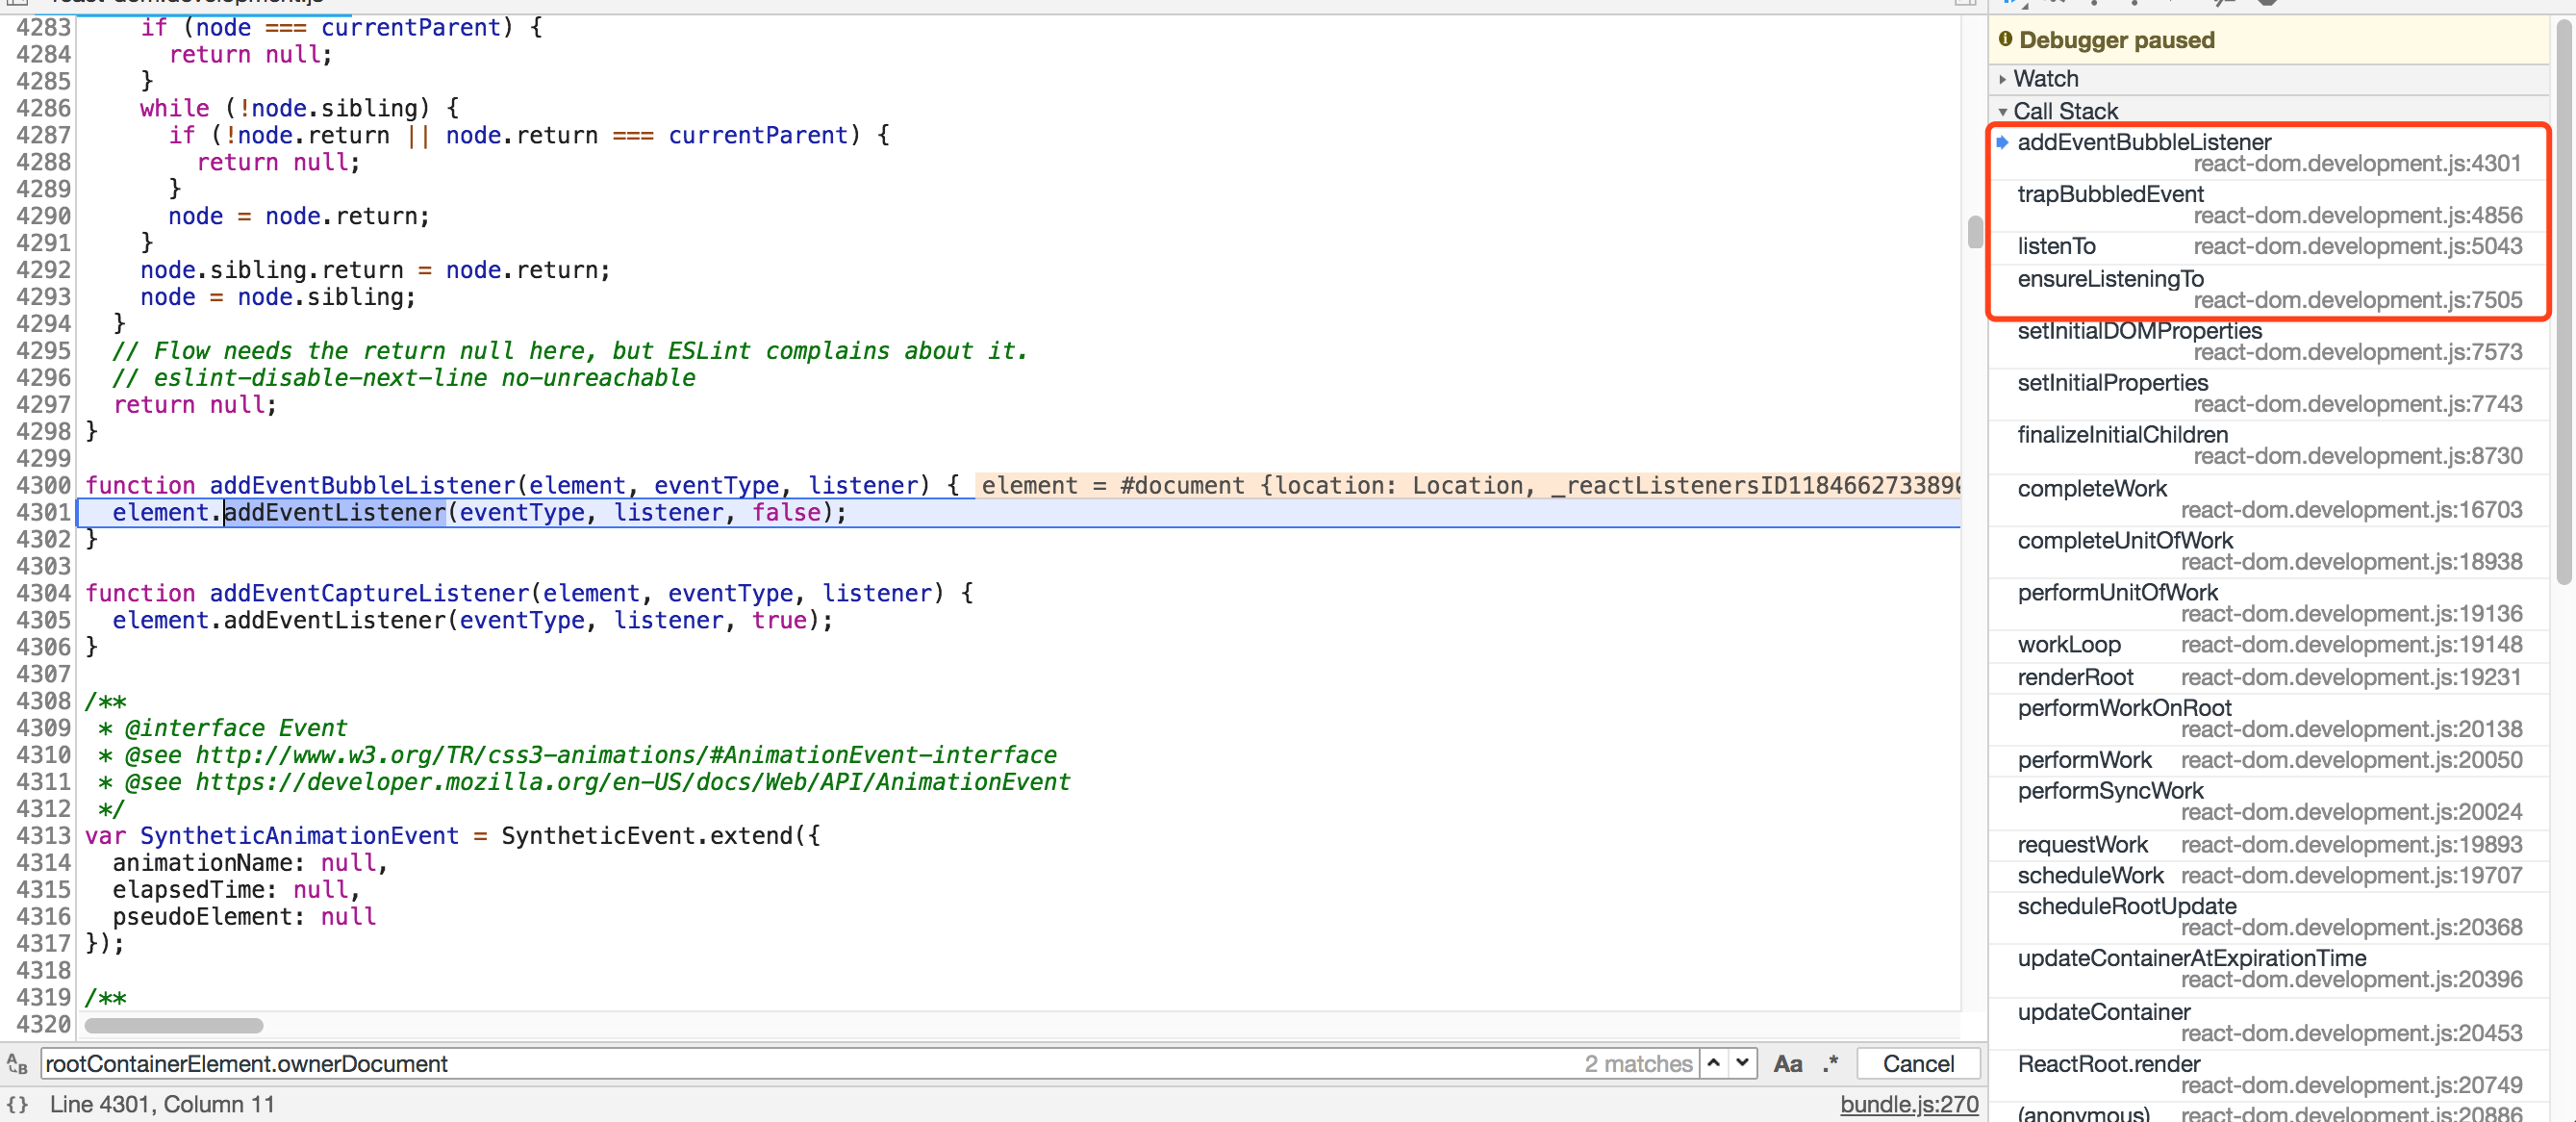 react-dom.development.js
4283 if (node === currentParent) {
4284 return null;
4285 }
4286 while (!node.sibling) {
4287 if (!node.return || node.return === currentParent) {
4288 return null;
4289 }
4290 node = node.return;
4291 }
4292 node.sibling.return = node.return;
4293 node = node.sibling;
4294 }
4295 // Flow needs the return null here, but ESLint complains about it.
4296 // eslint-disable-next-line no-unreachable
4297 return null;
4298 }
4299
4300 function addEventBubbleListener(element, eventType, listener) { element = #document {location: Location, _reactListenersID1184662733890
4301 element.addEventListener(eventType, listener, false);
4302 }
4303
4304 function addEventCaptureListener(element, eventType, listener) {
4305 element.addEventListener(eventType, listener, true);
4306 }
4307
4308 /**
4309 * @interface Event
4310 * @see http://www.w3.org/TR/css3-animations/#AnimationEvent-interface
4311 * @see https://developer.mozilla.org/en-US/docs/Web/API/AnimationEvent
4312 */
4313 var SyntheticAnimationEvent = SyntheticEvent.extend({
4314 animationName: null,
4315 elapsedTime: null,
4316 pseudoElement: null
4317 });
4318
4319 /**
4320
rootContainerElement.ownerDocument 2 matches Aa .* Cancel
{} Line 4301, Column 11 bundle.js:270
Debugger paused
Watch
Call Stack
addEventBubbleListener
react-dom.development.js:4301
trapBubbledEvent
react-dom.development.js:4856
listenTo react-dom.development.js:5043
ensureListeningTo
react-dom.development.js:7505
setInitialDOMProperties
react-dom.development.js:7573
setInitialProperties
react-dom.development.js:7743
finalizeInitialChildren
react-dom.development.js:8730
completeWork
react-dom.development.js:16703
completeUnitOfWork
react-dom.development.js:18938
performUnitOfWork
react-dom.development.js:19136
workLoop react-dom.development.js:19148
renderRoot react-dom.development.js:19231
performWorkOnRoot
react-dom.development.js:20138
performWork react-dom.development.js:20050
performSyncWork
react-dom.development.js:20024
requestWork react-dom.development.js:19893
scheduleWork react-dom.development.js:19707
scheduleRootUpdate
react-dom.development.js:20368
updateContainerAtExpirationTime
react-dom.development.js:20396
updateContainer
react-dom.development.js:20453
ReactRoot.render
react-dom.development.js:20749
(anonymous) react-dom.development.js:20886